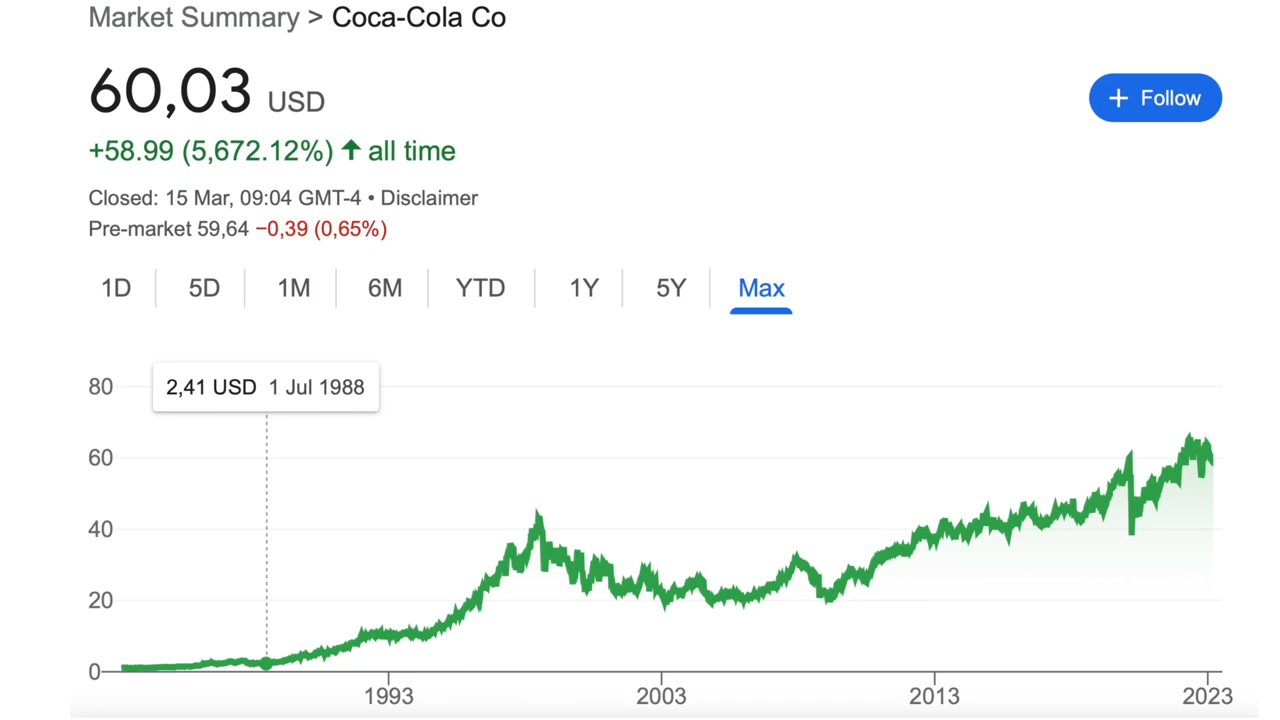 Market Summary > Coca-Cola Co
60,03 USD
+ Follow
+58.99 (5,672.12%) ↑ all time
Closed: 15 Mar, 09:04 GMT-4 • Disclaimer
Pre-market 59,64 −0,39 (0,65%)
1D 5D 1M 6M YTD 1Y 5Y Max
80
2,41 USD 1 Jul 1988
60
40
20
0
1993 2003 2013 2023